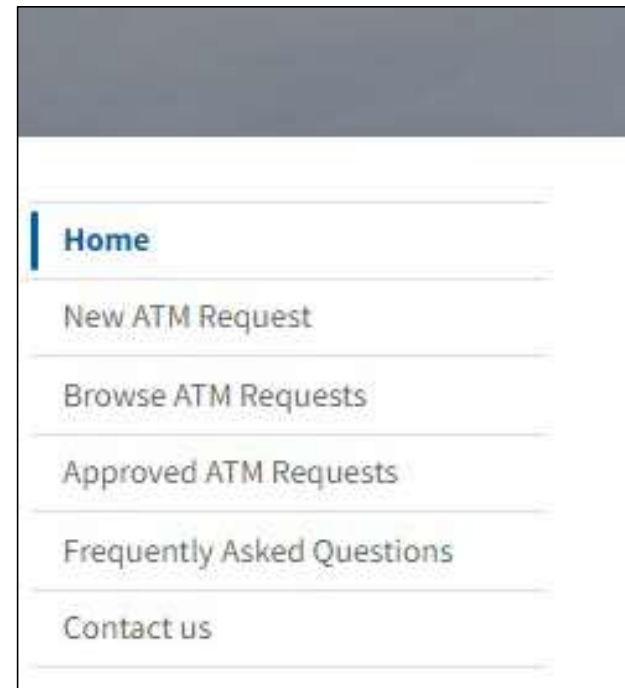 Home
New ATM Request
Browse ATM Requests
Approved ATM Requests
Frequently Asked Questions
Contact us